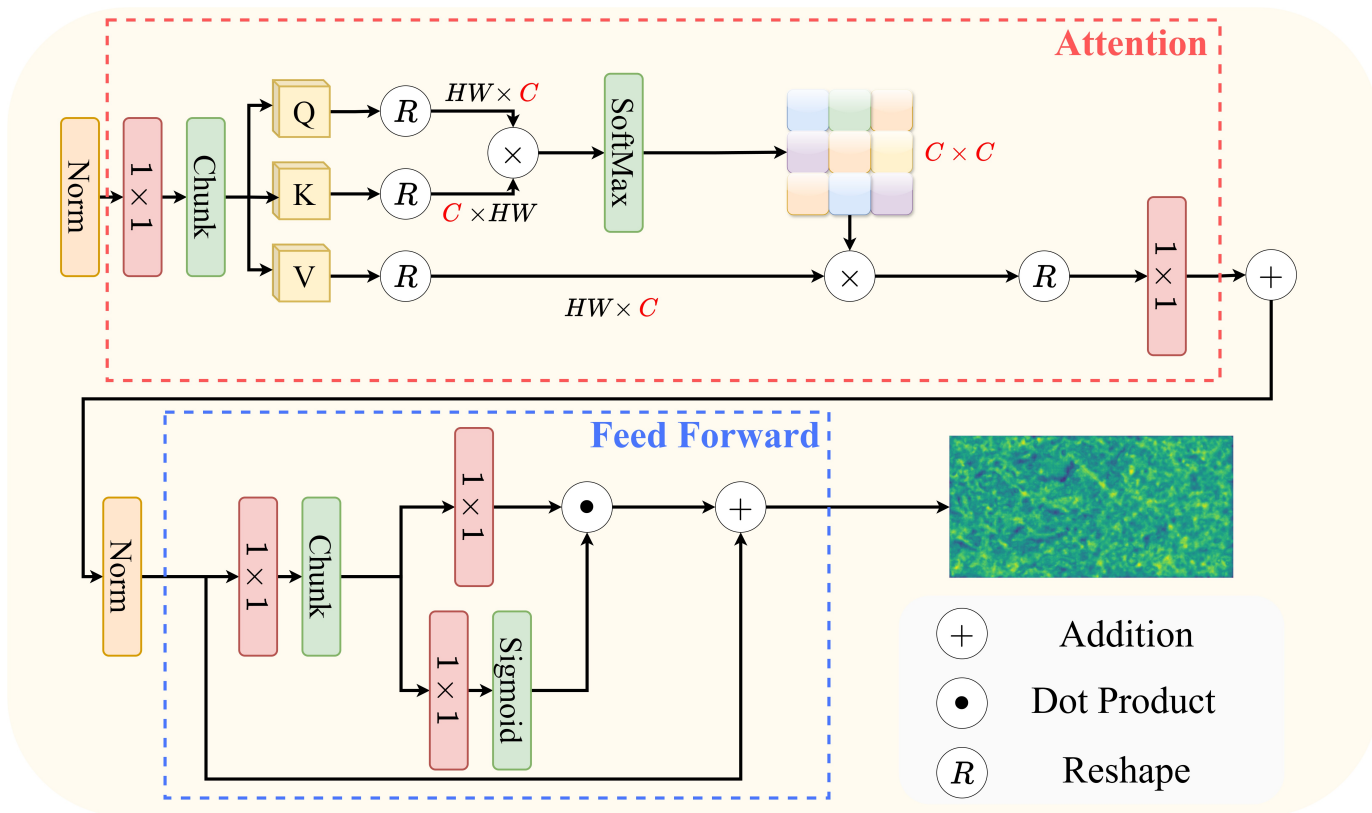 Attention
Norm
1×1
Chunk
Q
R
HW×C
K
R
C×HW
V
R
HW×C
×
SoftMax
C×C
×
R
1×1
+
Feed Forward
Norm
1×1
Chunk
1×1
1×1
Sigmoid
•
+
+ Addition
• Dot Product
R Reshape